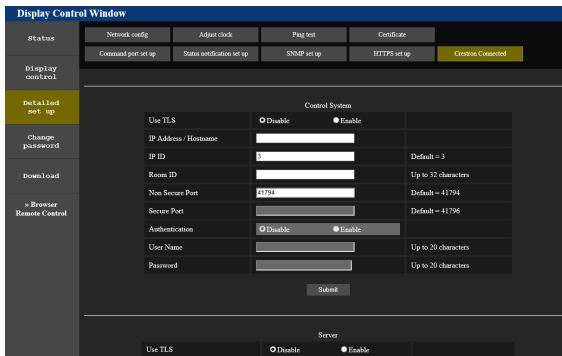 Display Control Window
Status
Network config
Adjust clock
Ping test
Certificate
Command port set up
Status notification set up
SNMP set up
HTTPS set up
Crestron Connected
Display
control
Detailed
set up
Change
password
Download
» Browser
Remote Control
Control System
Use TLS Disable Enable
IP Address / Hostname
IP ID 3 Default = 3
Room ID Up to 32 characters
Non Secure Port 41794 Default = 41794
Secure Port Default = 41796
Authentication Disable Enable
User Name Up to 20 characters
Password Up to 20 characters
Submit
Server
Use TLS Disable Enable